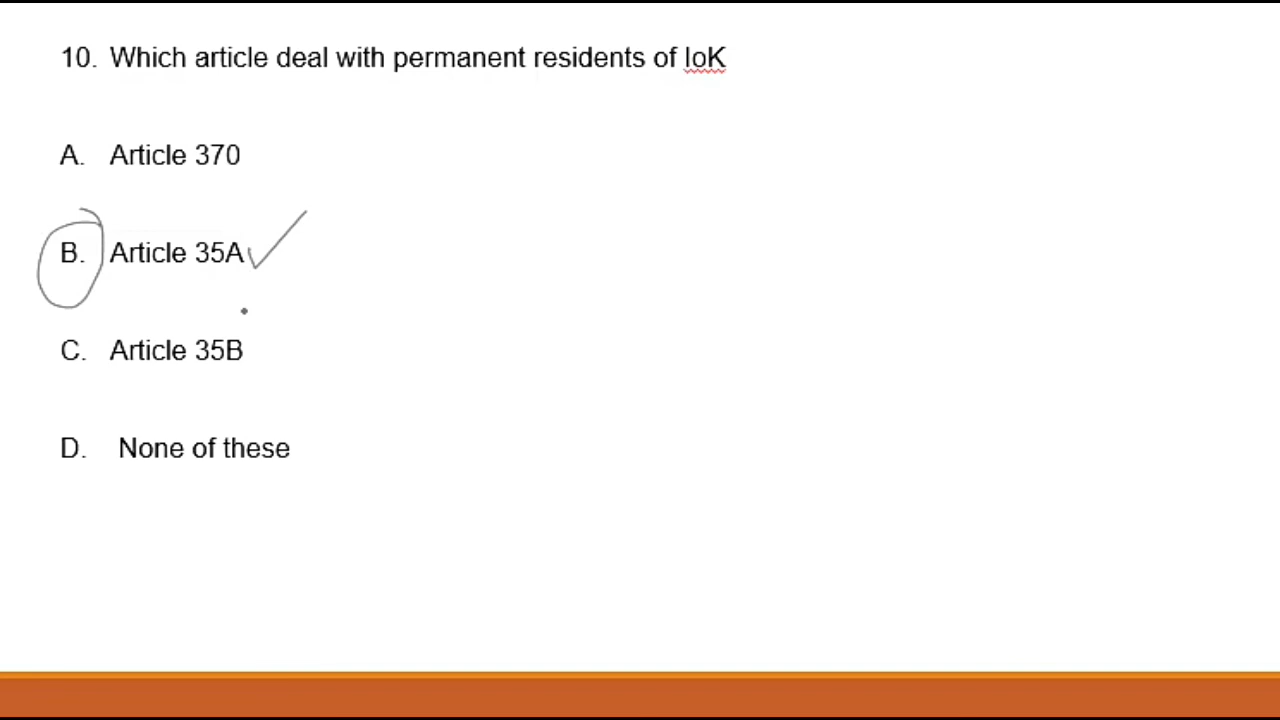 10. Which article deal with permanent residents of IoK
A. Article 370
B. Article 35A
C. Article 35B
D. None of these